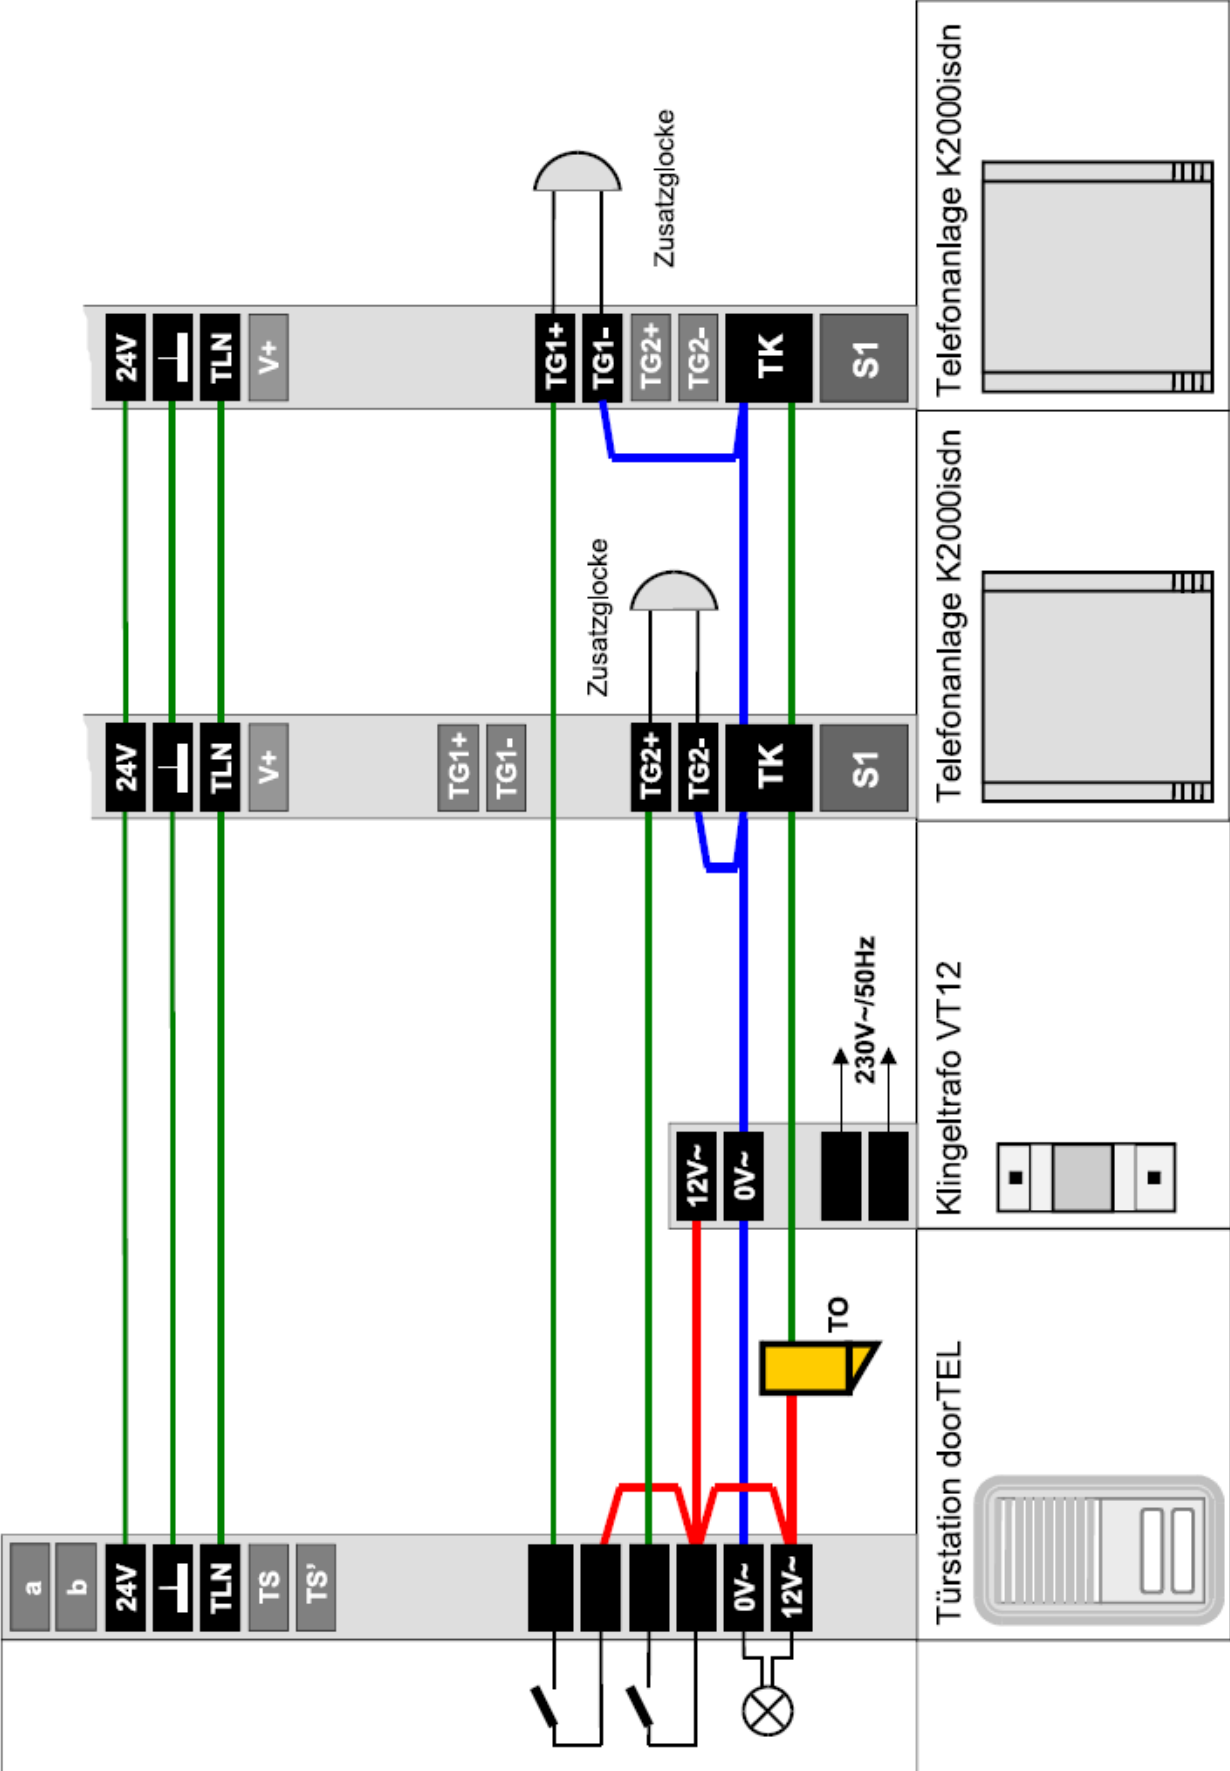 Türstation doorTEL
Klingeltrafo VT12
Telefonanlage K2000isdn
Telefonanlage K2000isdn
a
b
24V
TLN
TS
TS'
0V~
12V~
TO
12V~
0V~
230V~/50Hz
24V
TLN
V+
TG1+
TG1-
TG2+
TG2-
TK
S1
Zusatzglocke
24V
TLN
V+
TG1+
TG1-
TG2+
TG2-
TK
S1
Zusatzglocke